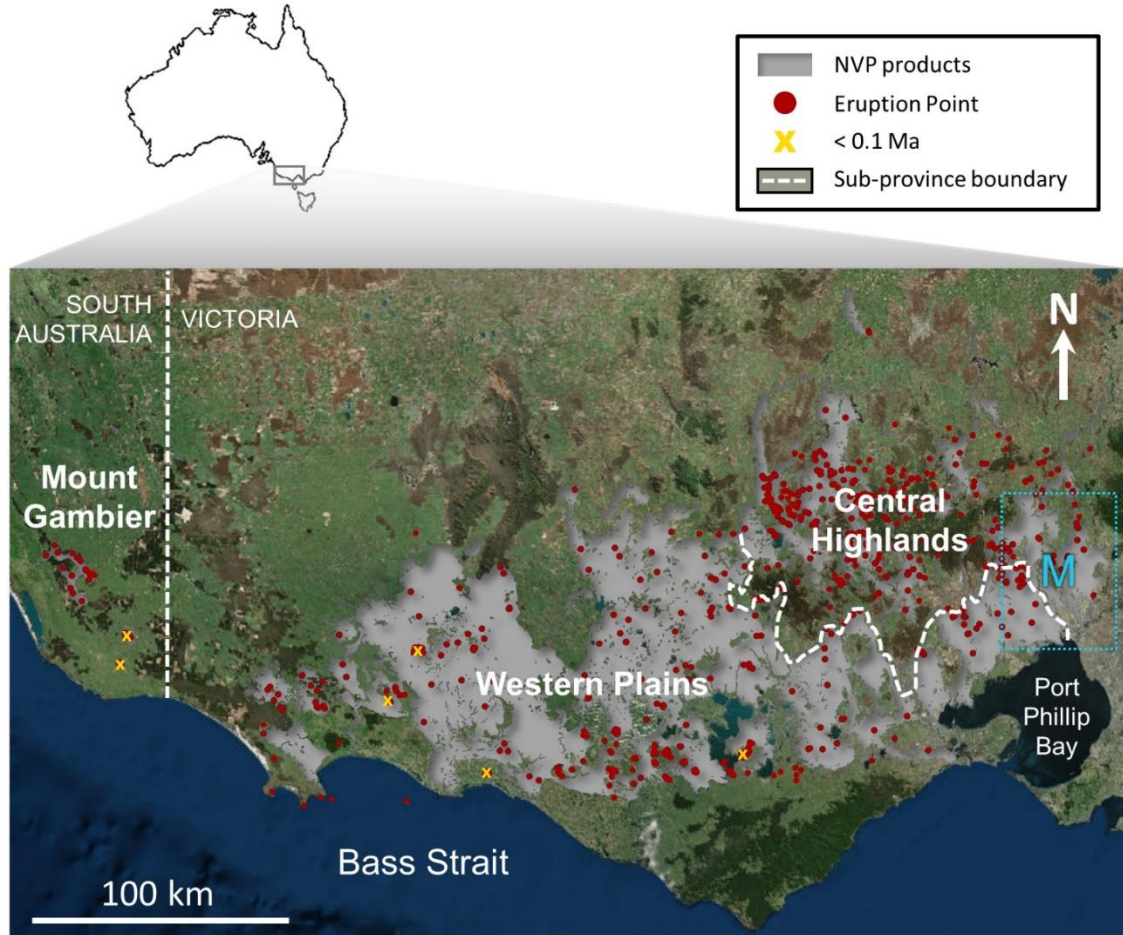 NVP products
Eruption Point
x
< 0.1 Ma
Sub-province boundary
SOUTH
AUSTRALIA
VICTORIA
N
Mount
Gambier
Central
Highlands
M
Western Plains
Port
Phillip
Bay
Bass Strait
100 km